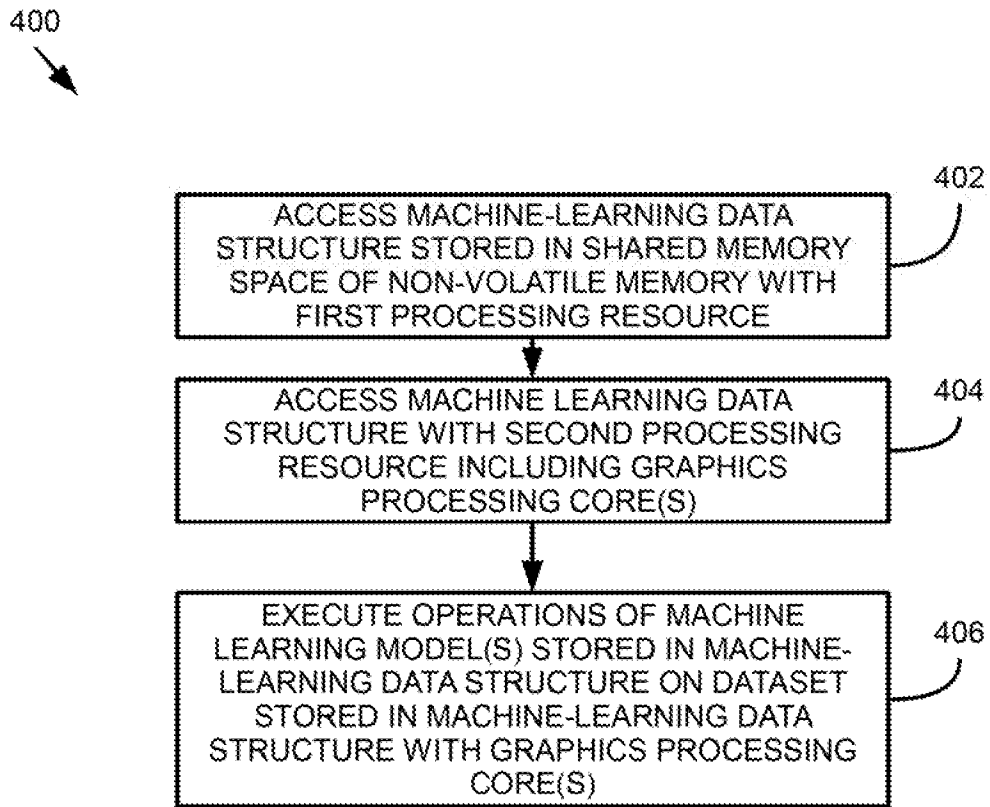 400
402
ACCESS MACHINE-LEARNING DATA
STRUCTURE STORED IN SHARED MEMORY
SPACE OF NON-VOLATILE MEMORY WITH
FIRST PROCESSING RESOURCE
404
ACCESS MACHINE LEARNING DATA
STRUCTURE WITH SECOND PROCESSING
RESOURCE INCLUDING GRAPHICS
PROCESSING CORE(S)
406
EXECUTE OPERATIONS OF MACHINE
LEARNING MODEL(S) STORED IN MACHINE-
LEARNING DATA STRUCTURE ON DATASET
STORED IN MACHINE-LEARNING DATA
STRUCTURE WITH GRAPHICS PROCESSING
CORE(S)